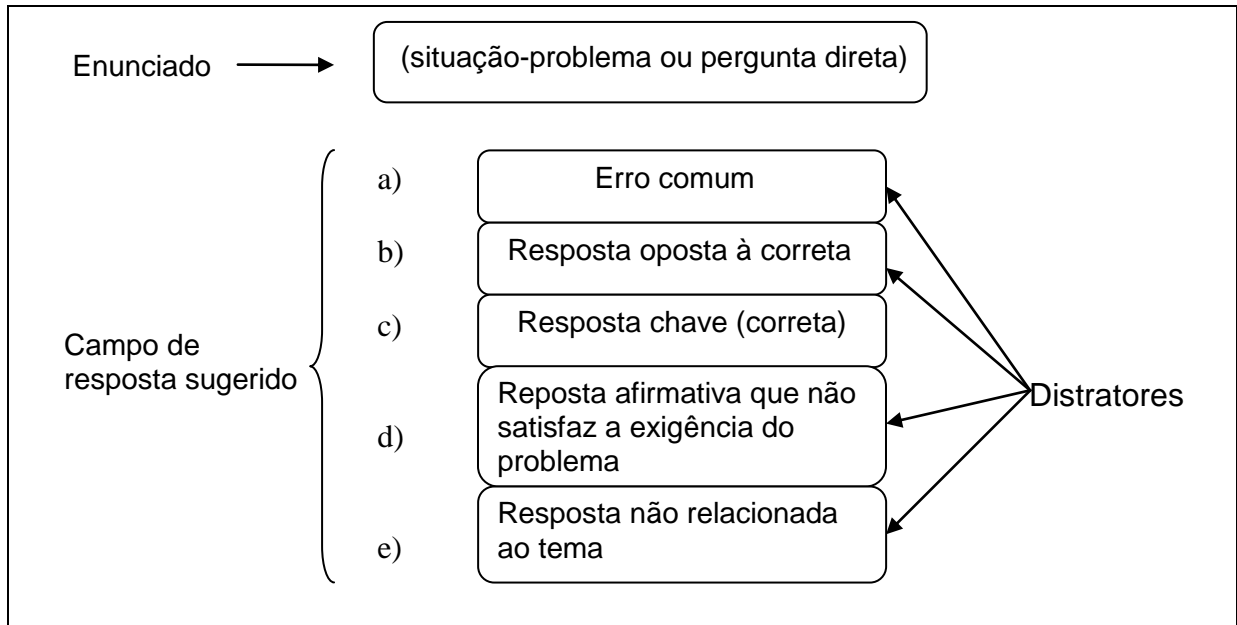 Enunciado
(situação-problema ou pergunta direta)
a)
Erro comum
b)
Resposta oposta à correta
c)
Resposta chave (correta)
Campo de
resposta sugerido
d)
Reposta afirmativa que não
satisfaz a exigência do
problema
Distratores
e)
Resposta não relacionada
ao tema